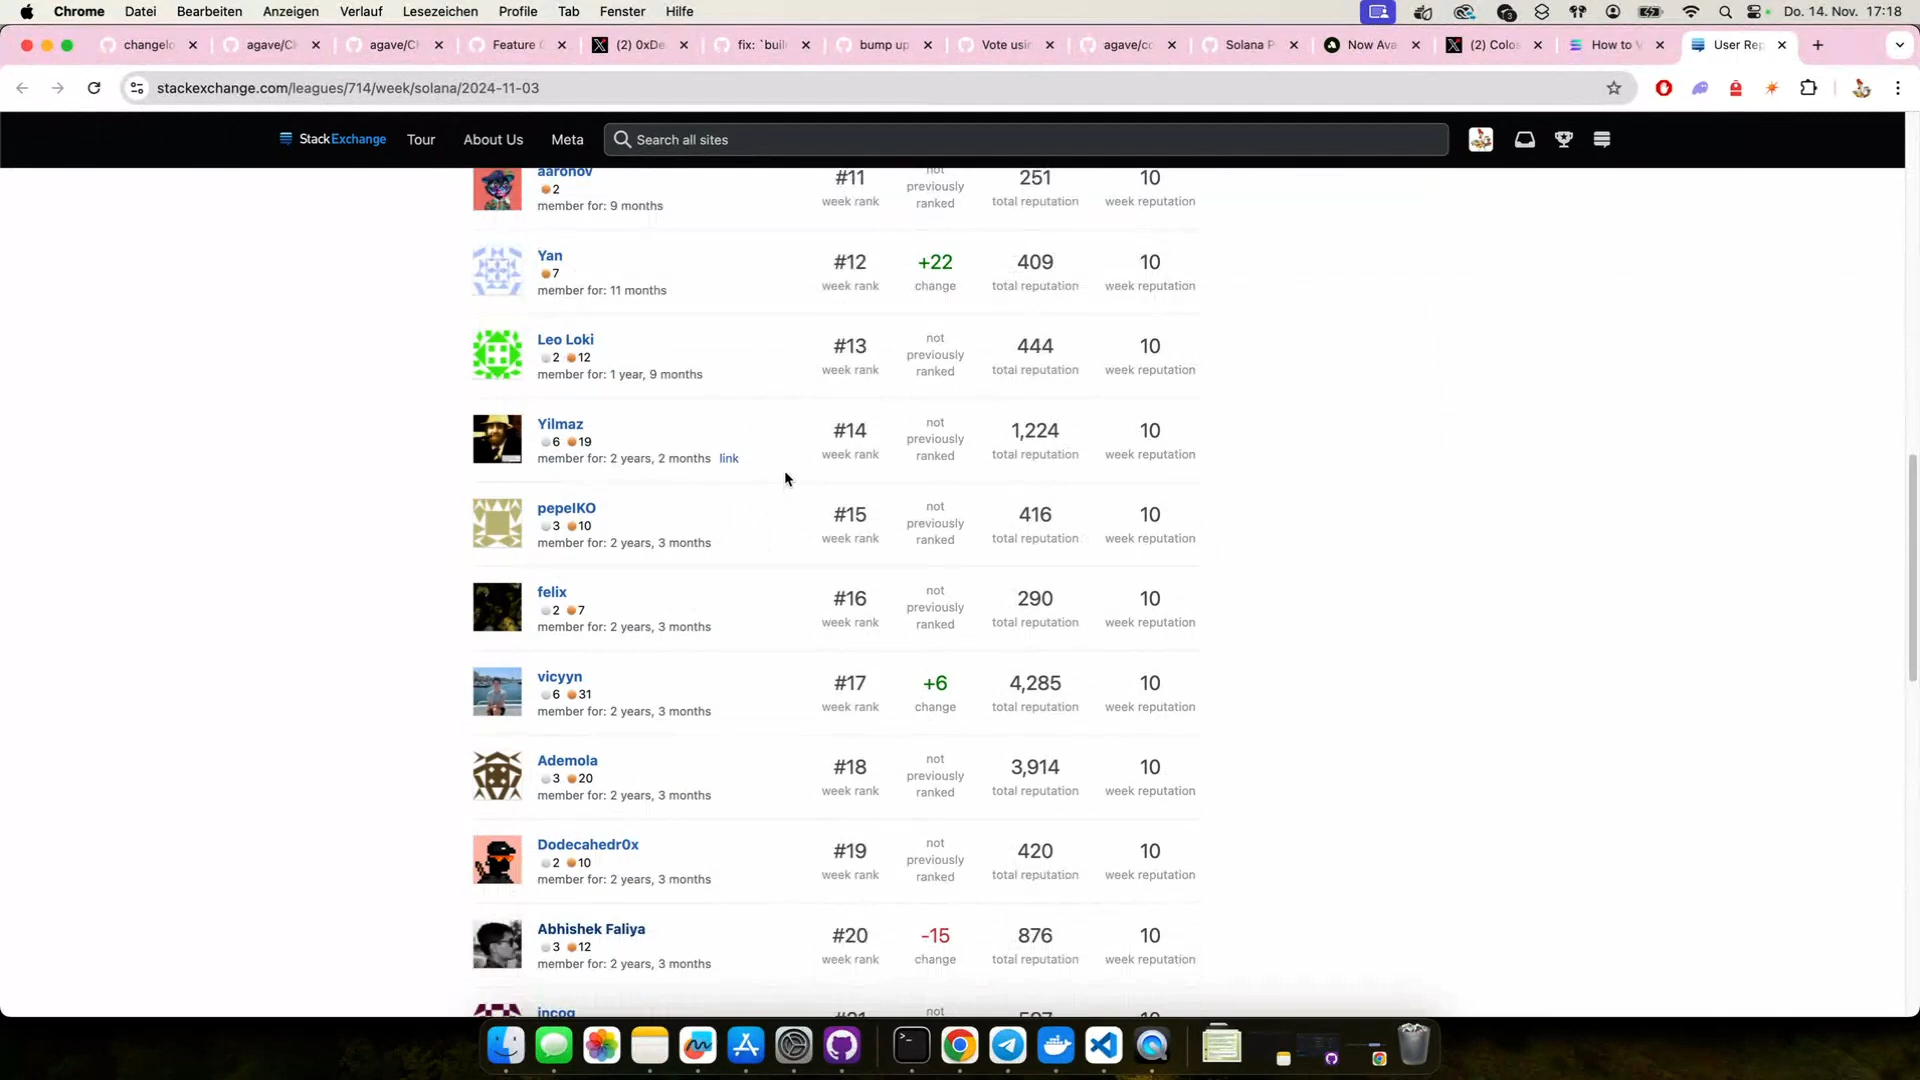 Chrome Datei Bearbeiten Anzeigen Verlauf Lesezeichen Profile Tab Fenster Hilfe Do. 14. Nov. 17:18
changelo agave/Cl agave/Cl Feature (2) 0xDe fix: `buil bump up Vote usin agave/co Solana P Now Ava (2) Colos How to User Rep
stackexchange.com/leagues/714/week/solana/2024-11-03
StackExchange Tour About Us Meta Search all sites
aaronov #11 not previously ranked 251 10
2
member for: 9 months week rank total reputation week reputation
Yan #12 +22 409 10
7
member for: 11 months week rank change total reputation week reputation
Leo Loki #13 not previously ranked 444 10
2 12
member for: 1 year, 9 months week rank total reputation week reputation
Yilmaz #14 not previously ranked 1,224 10
6 19
member for: 2 years, 2 months link week rank total reputation week reputation
pepeIKO #15 not previously ranked 416 10
3 10
member for: 2 years, 3 months week rank total reputation week reputation
felix #16 not previously ranked 290 10
2 7
member for: 2 years, 3 months week rank total reputation week reputation
vicyyn #17 +6 4,285 10
6 31
member for: 2 years, 3 months week rank change total reputation week reputation
Ademola #18 not previously ranked 3,914 10
3 20
member for: 2 years, 3 months week rank total reputation week reputation
Dodecahedr0x #19 not previously ranked 420 10
2 10
member for: 2 years, 3 months week rank total reputation week reputation
Abhishek Faliya #20 -15 876 10
3 12
member for: 2 years, 3 months week rank change total reputation week reputation
incog not